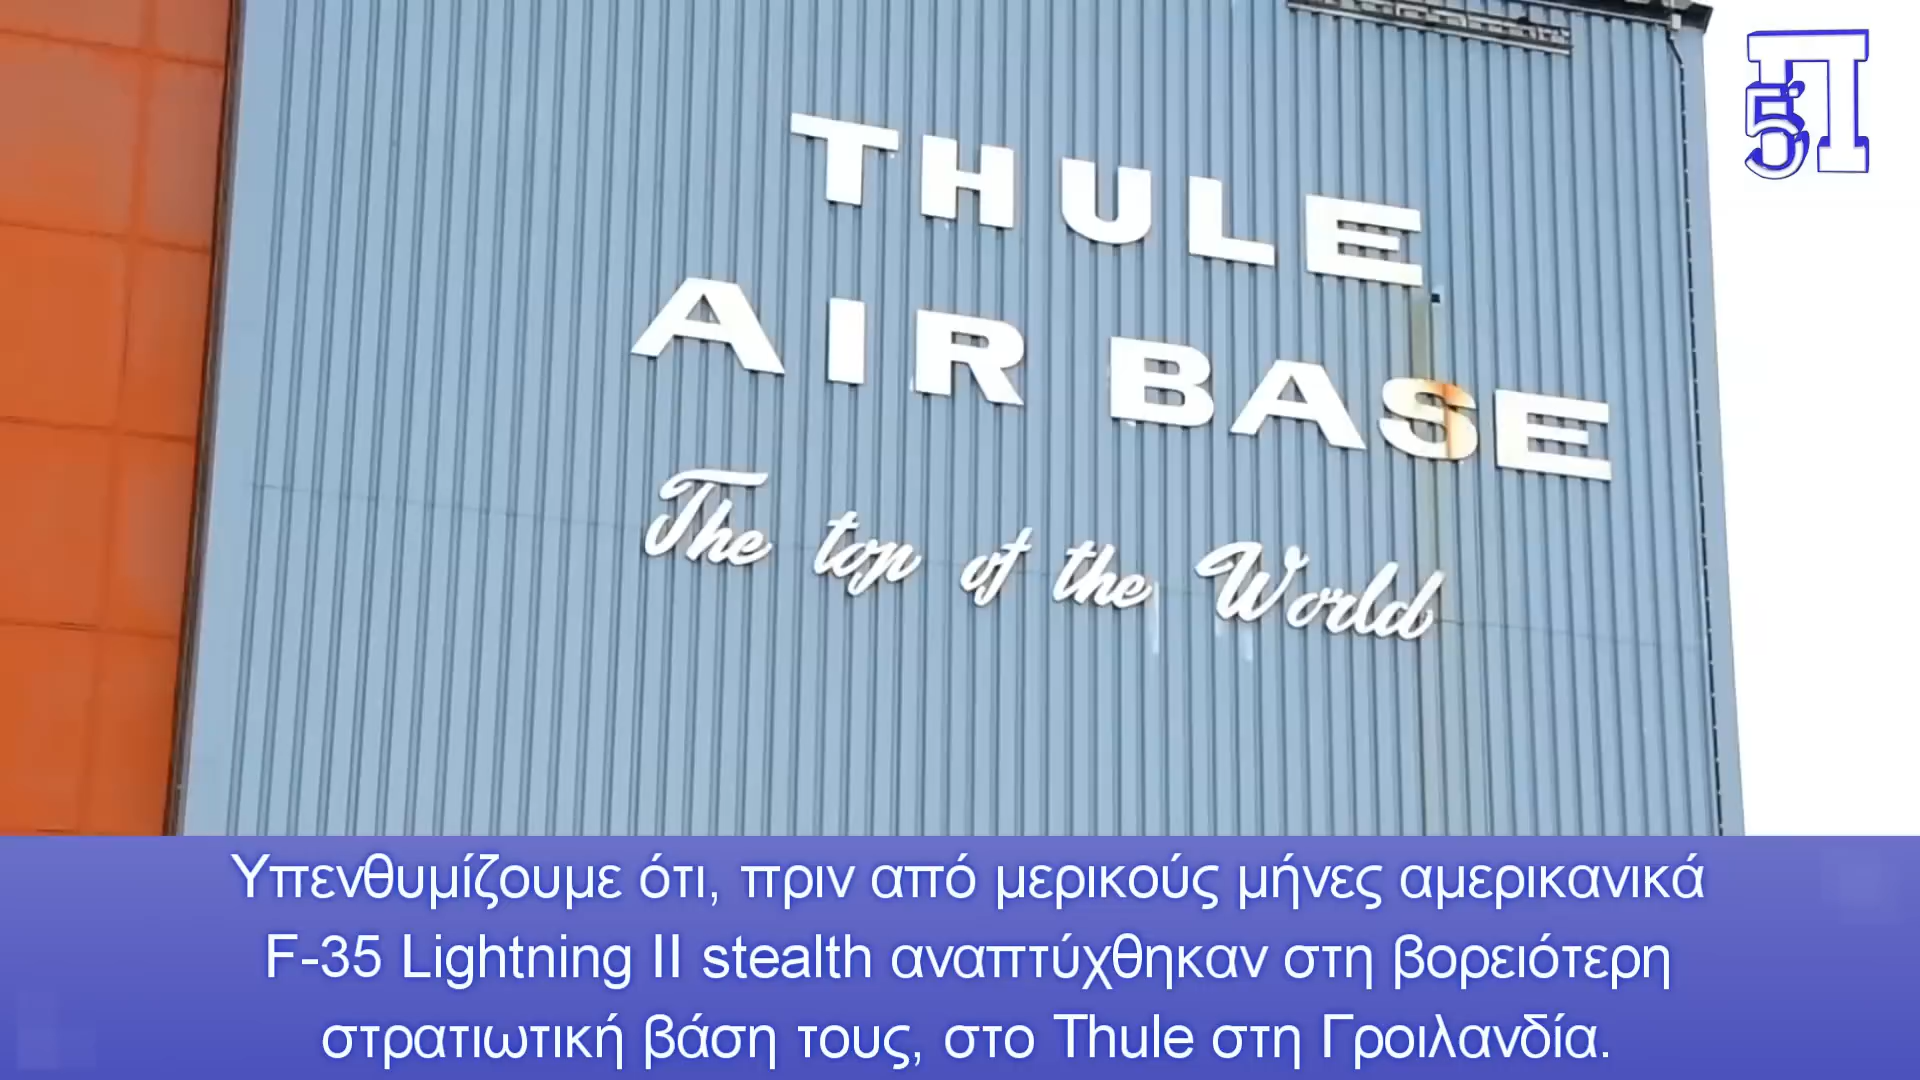 5Π
THULE
AIR BASE
The top of the World
Υπενθυμίζουμε ότι, πριν από μερικούς μήνες αμερικανικά
F-35 Lightning II stealth αναπτύχθηκαν στη βορειότερη
στρατιωτική βάση τους, στο Thule στη Γροιλανδία.